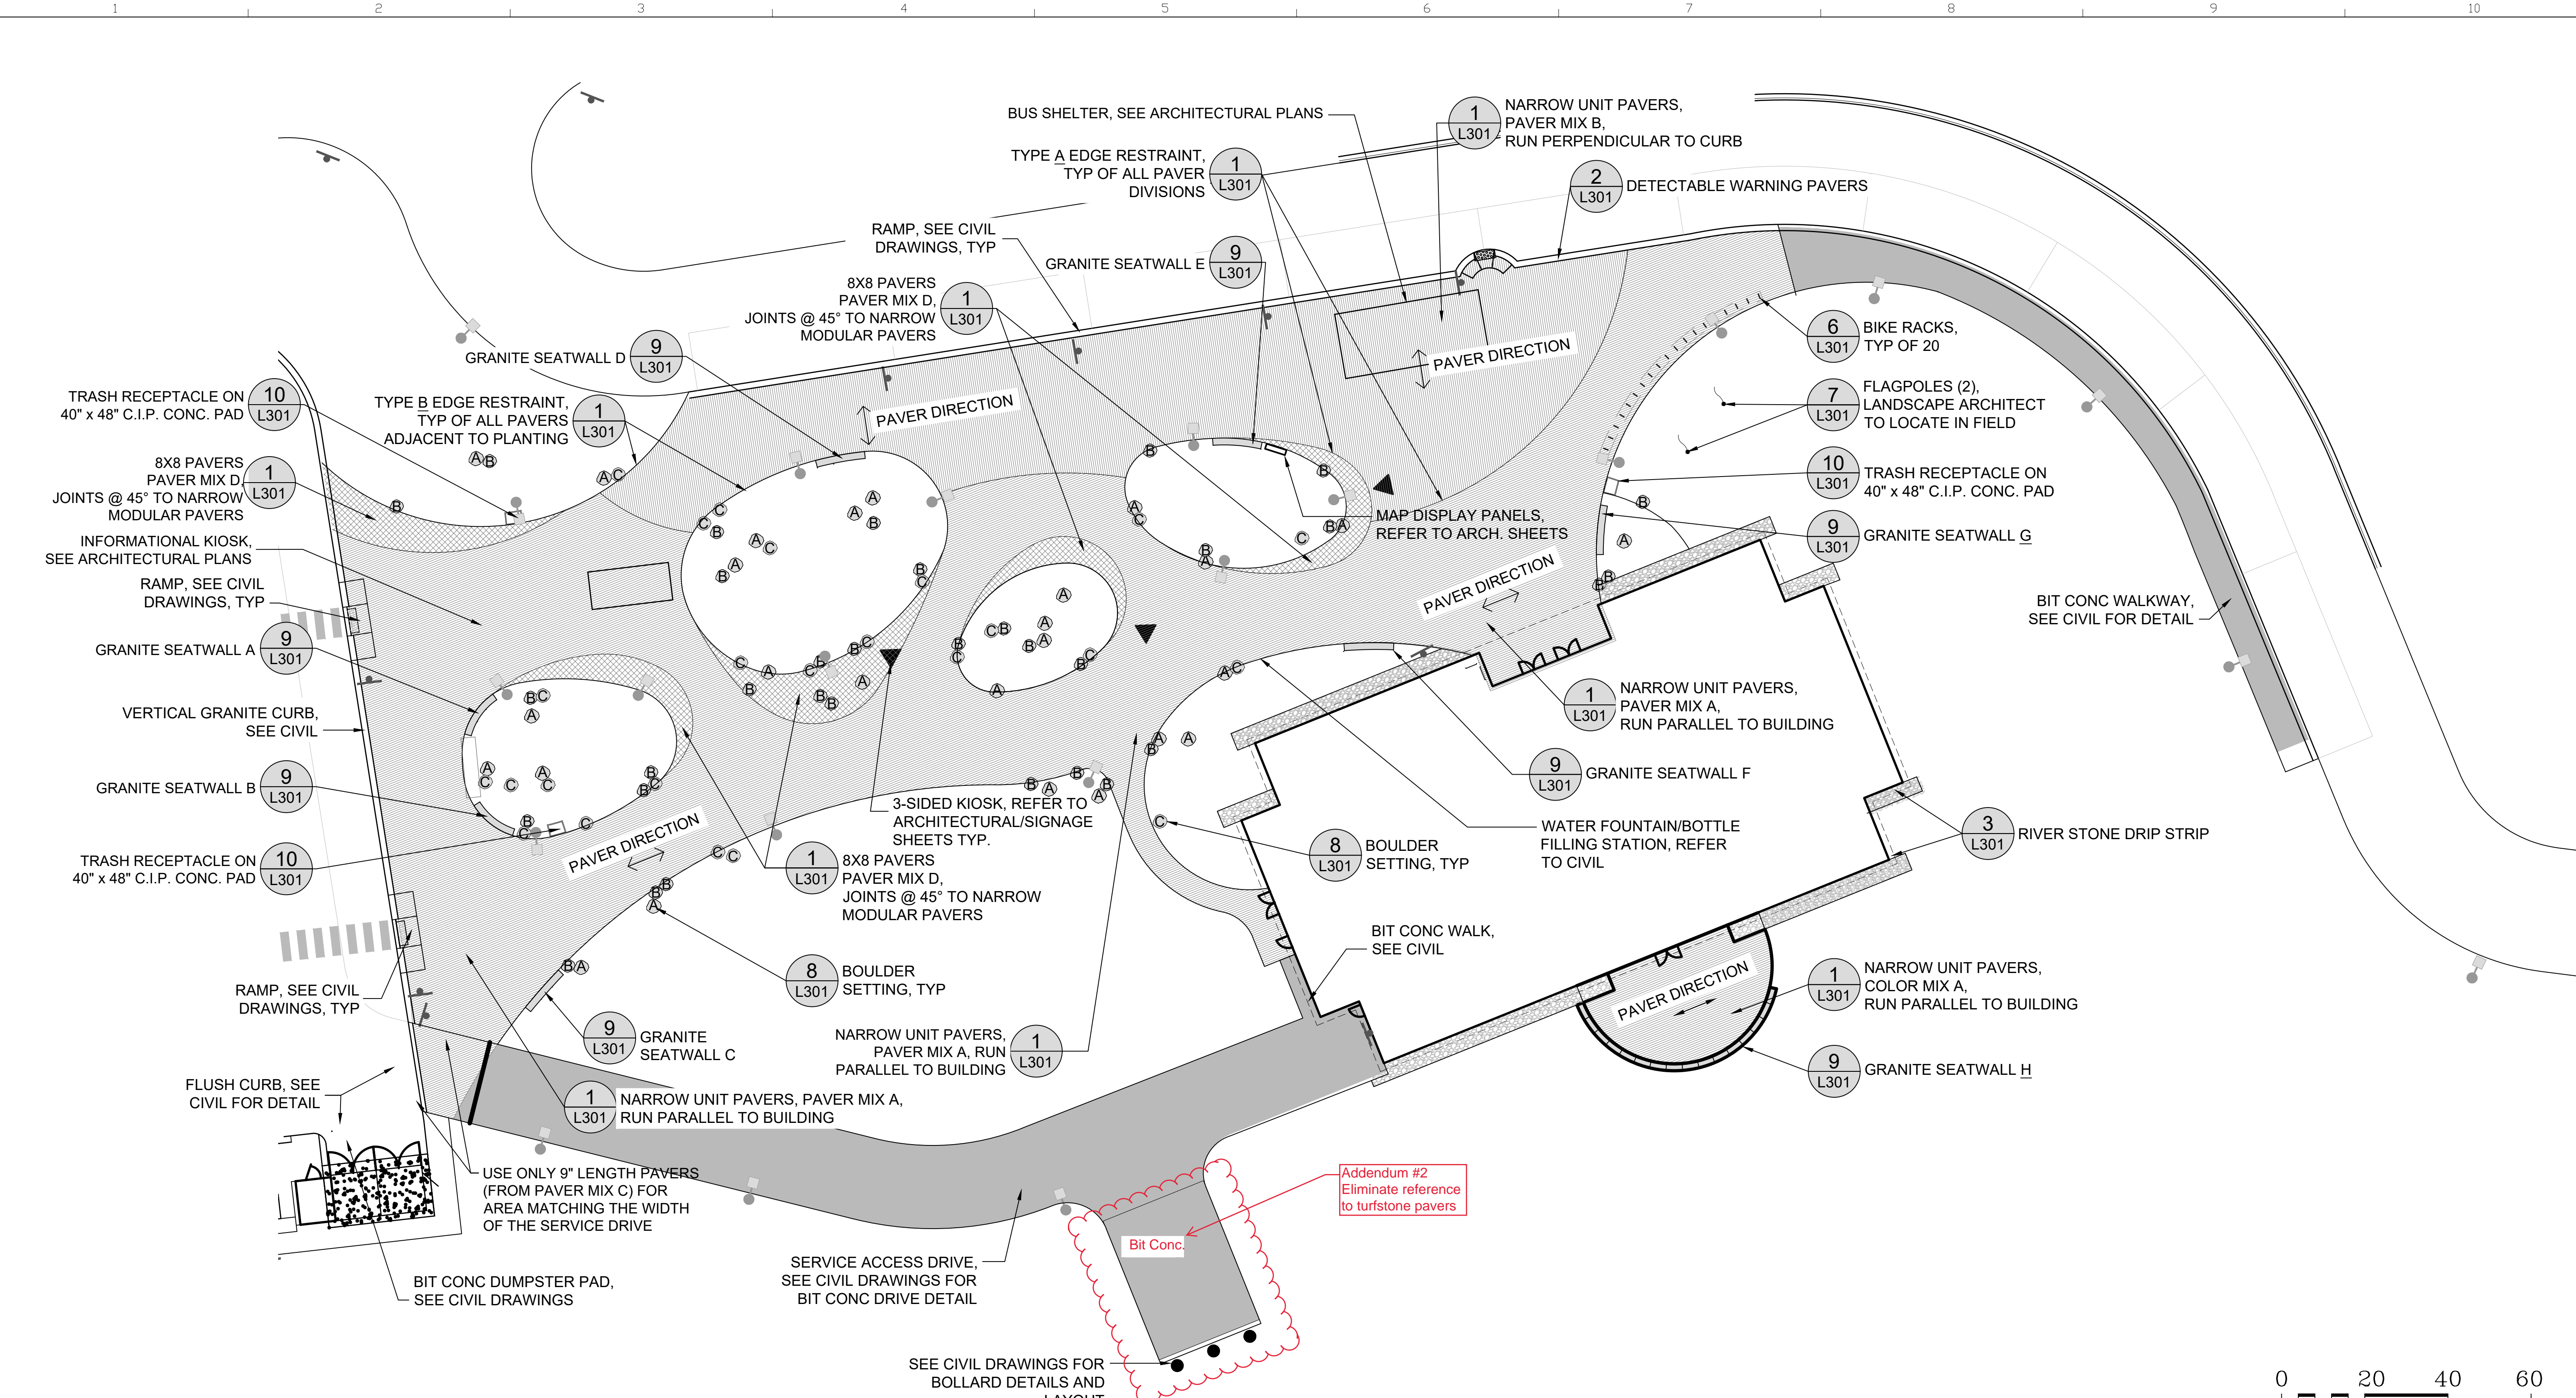 1 2 3 4 5 6 7 8 9 10
BUS SHELTER, SEE ARCHITECTURAL PLANS
1
L301
NARROW UNIT PAVERS,
PAVER MIX B,
RUN PERPENDICULAR TO CURB
TYPE A EDGE RESTRAINT,
TYP OF ALL PAVER
DIVISIONS
1
L301
2
L301
DETECTABLE WARNING PAVERS
RAMP, SEE CIVIL
DRAWINGS, TYP
GRANITE SEATWALL E
9
L301
8X8 PAVERS
PAVER MIX D,
JOINTS @ 45° TO NARROW
MODULAR PAVERS
1
L301
GRANITE SEATWALL D
9
L301
PAVER DIRECTION
6
L301
BIKE RACKS,
TYP OF 20
TRASH RECEPTACLE ON
40" x 48" C.I.P. CONC. PAD
10
L301
TYPE B EDGE RESTRAINT,
TYP OF ALL PAVERS
ADJACENT TO PLANTING
1
L301
PAVER DIRECTION
7
L301
FLAGPOLES (2),
LANDSCAPE ARCHITECT
TO LOCATE IN FIELD
8X8 PAVERS
PAVER MIX D,
JOINTS @ 45° TO NARROW
MODULAR PAVERS
1
L301
10
L301
TRASH RECEPTACLE ON
40" x 48" C.I.P. CONC. PAD
MAP DISPLAY PANELS,
REFER TO ARCH. SHEETS
9
L301
GRANITE SEATWALL G
INFORMATIONAL KIOSK,
SEE ARCHITECTURAL PLANS
RAMP, SEE CIVIL
DRAWINGS, TYP
PAVER DIRECTION
BIT CONC WALKWAY,
SEE CIVIL FOR DETAIL
GRANITE SEATWALL A
9
L301
1
L301
NARROW UNIT PAVERS,
PAVER MIX A,
RUN PARALLEL TO BUILDING
VERTICAL GRANITE CURB,
SEE CIVIL
9
L301
GRANITE SEATWALL F
GRANITE SEATWALL B
9
L301
3-SIDED KIOSK, REFER TO
ARCHITECTURAL/SIGNAGE
SHEETS TYP.
WATER FOUNTAIN/BOTTLE
FILLING STATION, REFER
TO CIVIL
3
L301
RIVER STONE DRIP STRIP
PAVER DIRECTION
TRASH RECEPTACLE ON
40" x 48" C.I.P. CONC. PAD
10
L301
1
L301
8X8 PAVERS
PAVER MIX D,
JOINTS @ 45° TO NARROW
MODULAR PAVERS
8
L301
BOULDER
SETTING, TYP
BIT CONC WALK,
SEE CIVIL
8
L301
BOULDER
SETTING, TYP
PAVER DIRECTION
1
L301
NARROW UNIT PAVERS,
COLOR MIX A,
RUN PARALLEL TO BUILDING
RAMP, SEE CIVIL
DRAWINGS, TYP
9
L301
GRANITE
SEATWALL C
NARROW UNIT PAVERS,
PAVER MIX A, RUN
PARALLEL TO BUILDING
1
L301
9
L301
GRANITE SEATWALL H
FLUSH CURB, SEE
CIVIL FOR DETAIL
1
L301
NARROW UNIT PAVERS, PAVER MIX A,
RUN PARALLEL TO BUILDING
USE ONLY 9" LENGTH PAVERS
(FROM PAVER MIX C) FOR
AREA MATCHING THE WIDTH
OF THE SERVICE DRIVE
Addendum #2
Eliminate reference
to turfstone pavers
Bit Conc.
BIT CONC DUMPSTER PAD,
SEE CIVIL DRAWINGS
SERVICE ACCESS DRIVE,
SEE CIVIL DRAWINGS FOR
BIT CONC DRIVE DETAIL
SEE CIVIL DRAWINGS FOR
BOLLARD DETAILS AND
LAYOUT
0 20 40 60